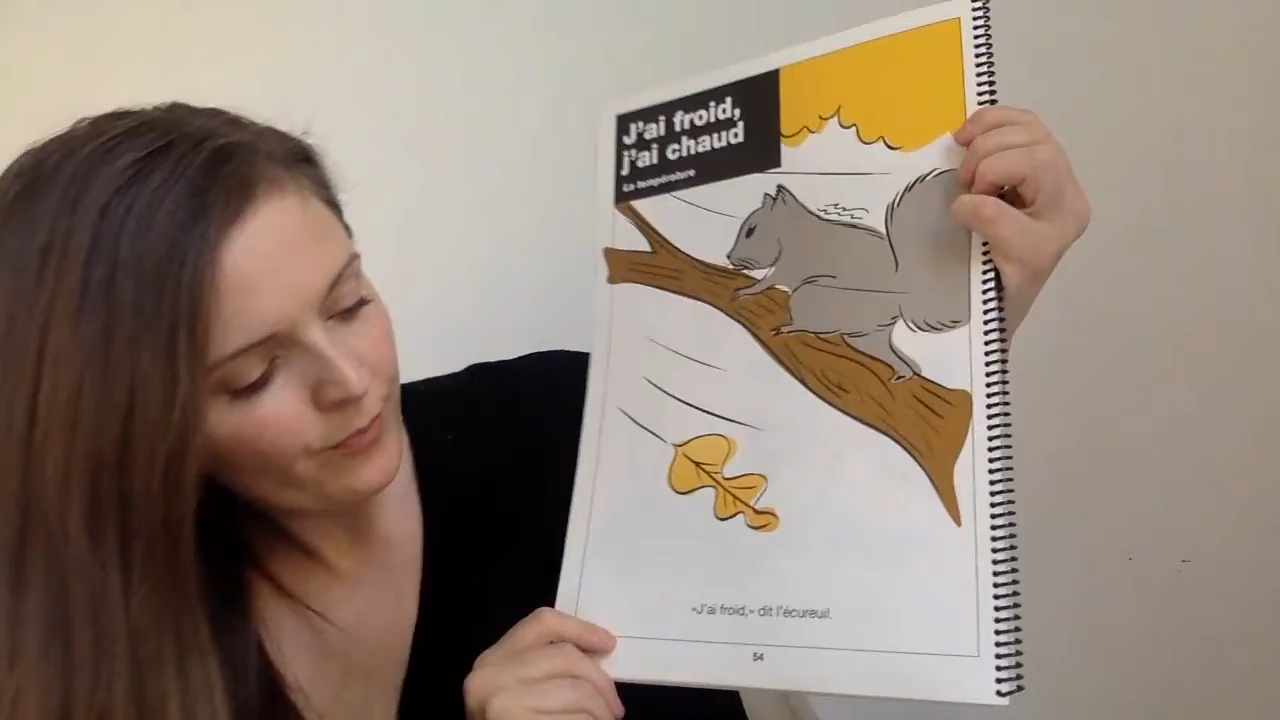 J'ai froid,
j'ai chaud
La température
«J'ai froid,» dit l'écureuil.
54